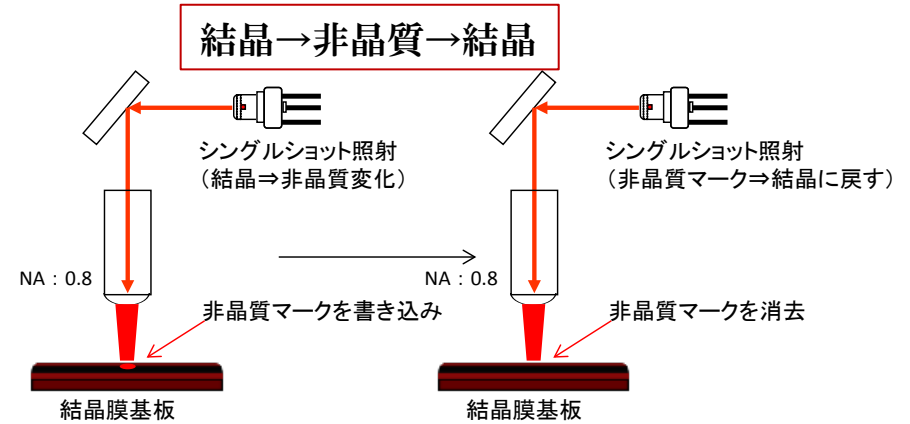 結晶→非晶質→結晶
シングルショット照射
（結晶⇒非晶質変化）
NA：0.8
非晶質マークを書き込み
結晶膜基板
シングルショット照射
（非晶質マーク⇒結晶に戻す）
NA：0.8
非晶質マークを消去
結晶膜基板